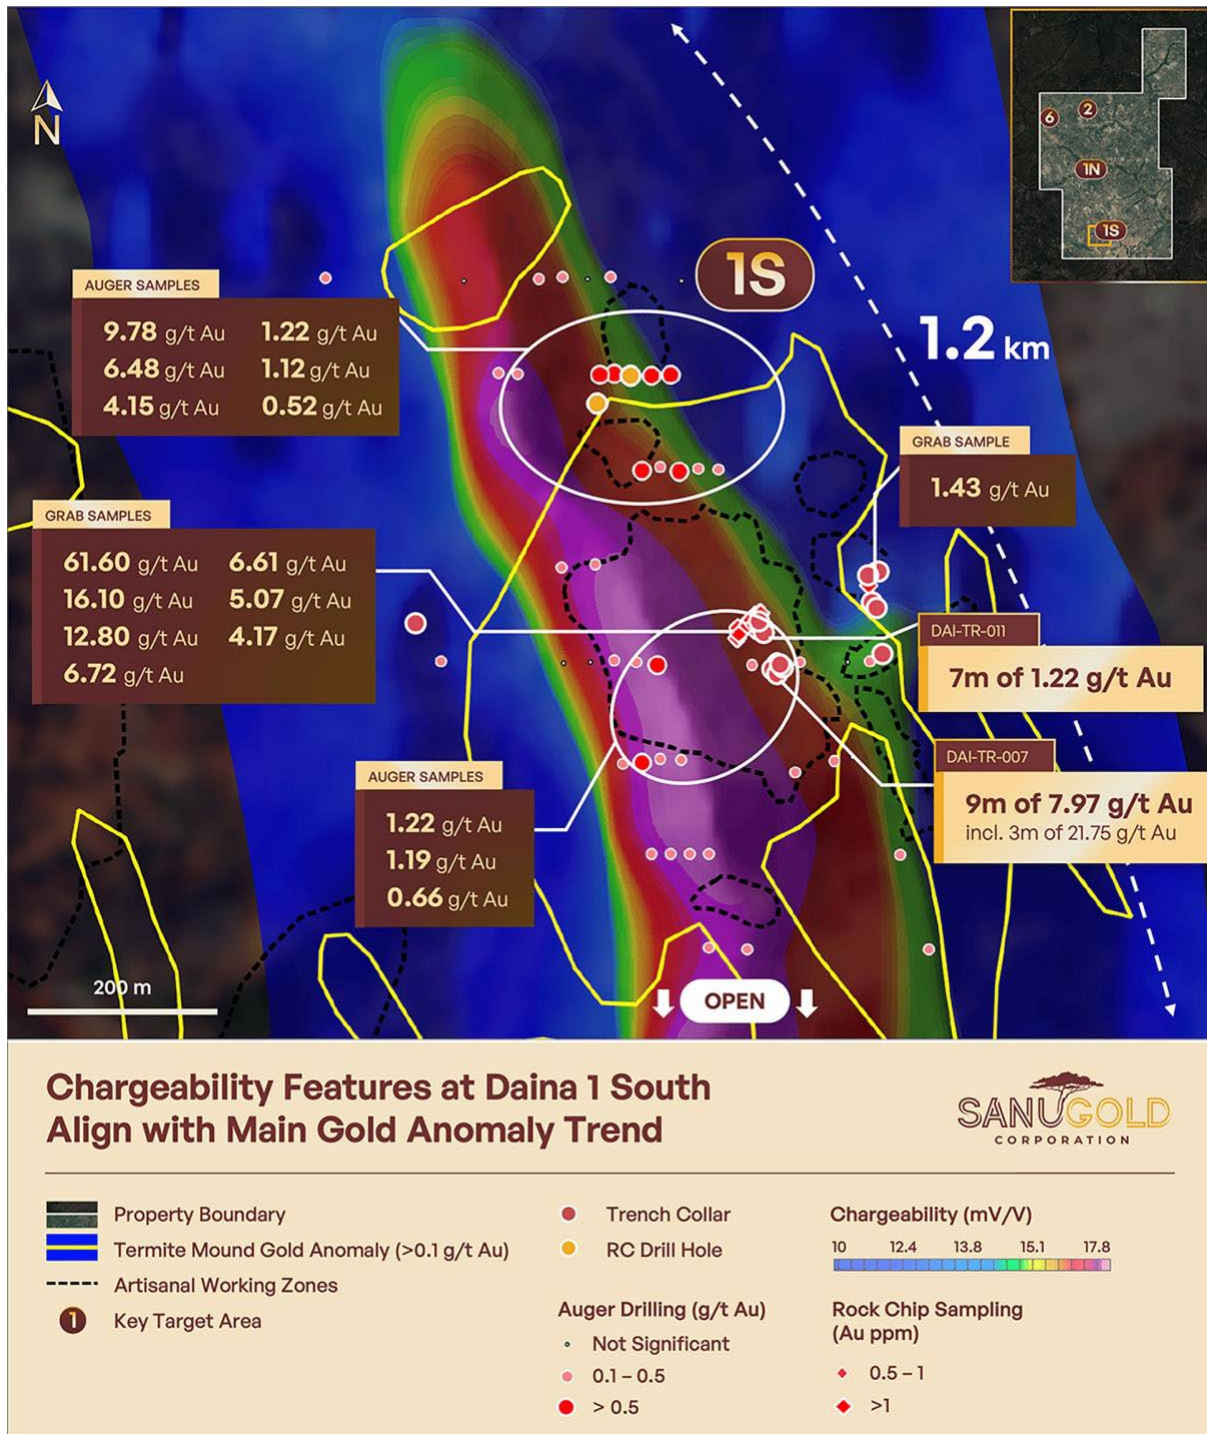 N
6
2
1N
1S
1S
1.2 km
AUGER SAMPLES
9.78 g/t Au 1.22 g/t Au
6.48 g/t Au 1.12 g/t Au
4.15 g/t Au 0.52 g/t Au
GRAB SAMPLE
1.43 g/t Au
GRAB SAMPLES
61.60 g/t Au 6.61 g/t Au
16.10 g/t Au 5.07 g/t Au
12.80 g/t Au 4.17 g/t Au
6.72 g/t Au
DAI-TR-011
7m of 1.22 g/t Au
DAI-TR-007
9m of 7.97 g/t Au
incl. 3m of 21.75 g/t Au
AUGER SAMPLES
1.22 g/t Au
1.19 g/t Au
0.66 g/t Au
200 m
OPEN
Chargeability Features at Daina 1 South
Align with Main Gold Anomaly Trend
SANUGOLD
CORPORATION
Property Boundary
Termite Mound Gold Anomaly (>0.1 g/t Au)
Artisanal Working Zones
1 Key Target Area
Trench Collar
RC Drill Hole
Auger Drilling (g/t Au)
Not Significant
0.1 – 0.5
> 0.5
Chargeability (mV/V)
10 12.4 13.8 15.1 17.8
Rock Chip Sampling
(Au ppm)
0.5 – 1
>1